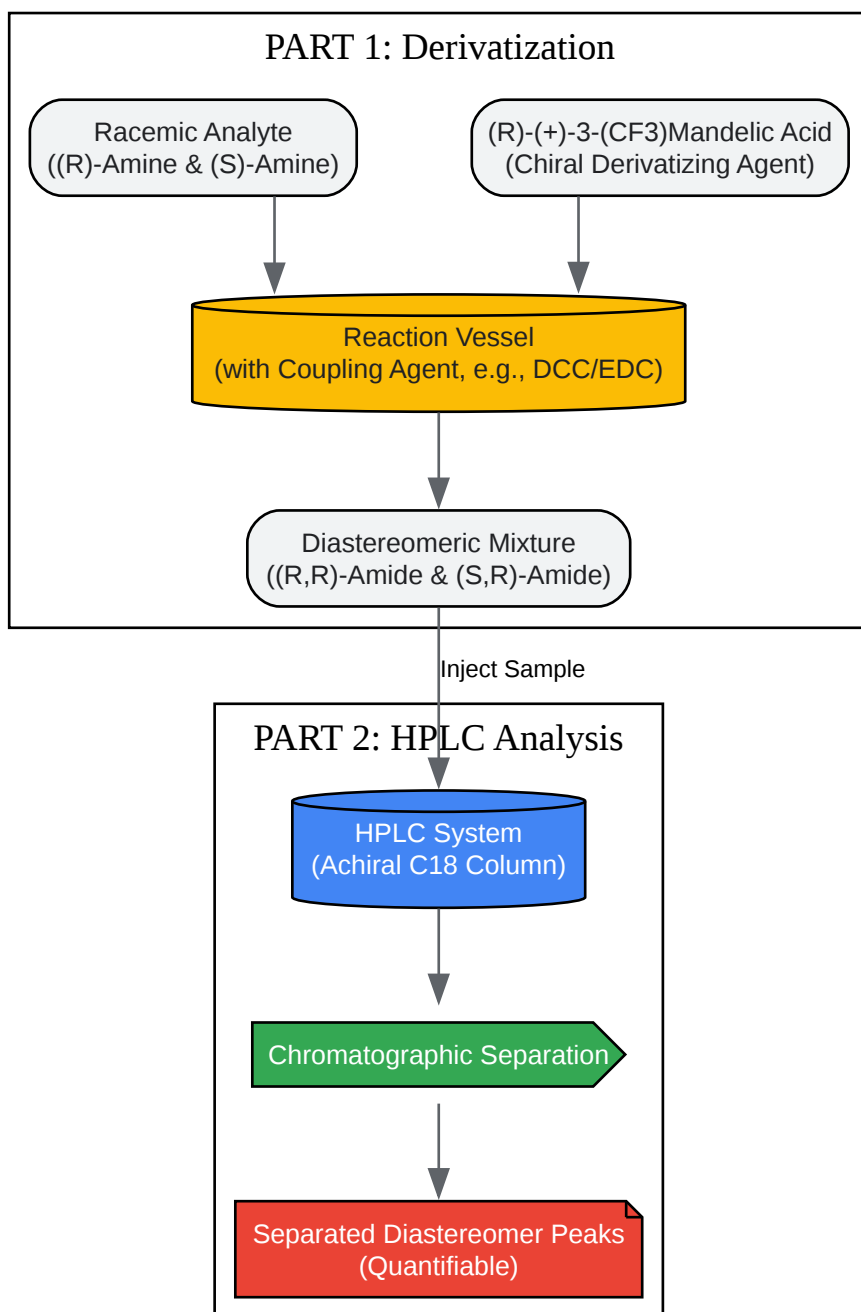 PART 1: Derivatization
Racemic Analyte
((R)-Amine & (S)-Amine)
(R)-(+)-3-(CF3)Mandelic Acid
(Chiral Derivatizing Agent)
Reaction Vessel
(with Coupling Agent, e.g., DCC/EDC)
Diastereomeric Mixture
((R,R)-Amide & (S,R)-Amide)
Inject Sample
PART 2: HPLC Analysis
HPLC System
(Achiral C18 Column)
Chromatographic Separation
Separated Diastereomer Peaks
(Quantifiable)